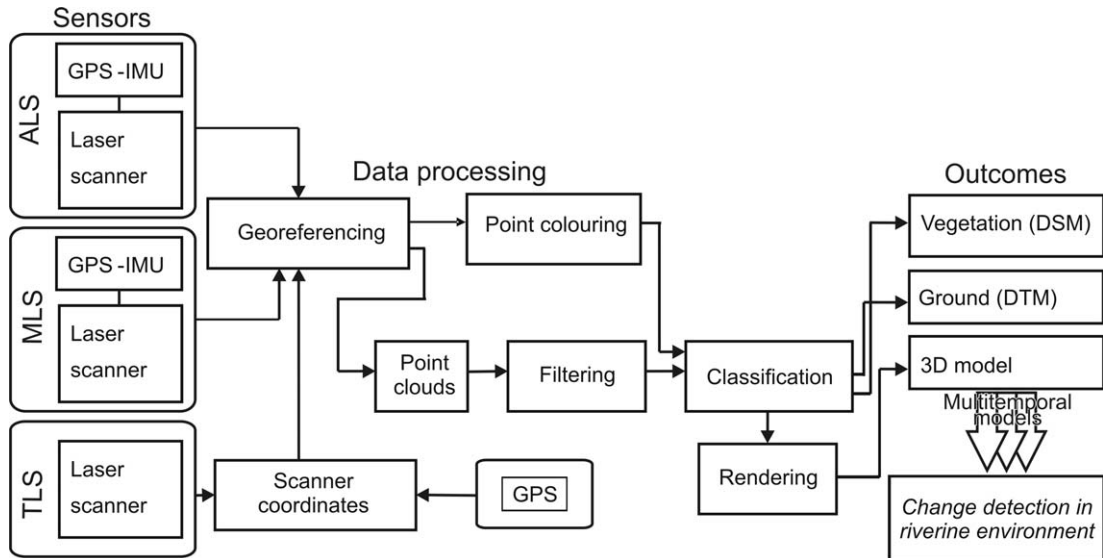 Sensors
ALS
GPS -IMU
Laser
scanner
MLS
GPS -IMU
Laser
scanner
TLS
Laser
scanner
Data processing
Georeferencing
Point colouring
Point
clouds
Filtering
Classification
Rendering
Scanner
coordinates
GPS
Outcomes
Vegetation (DSM)
Ground (DTM)
3D model
Multitemporal
models
Change detection in
riverine environment